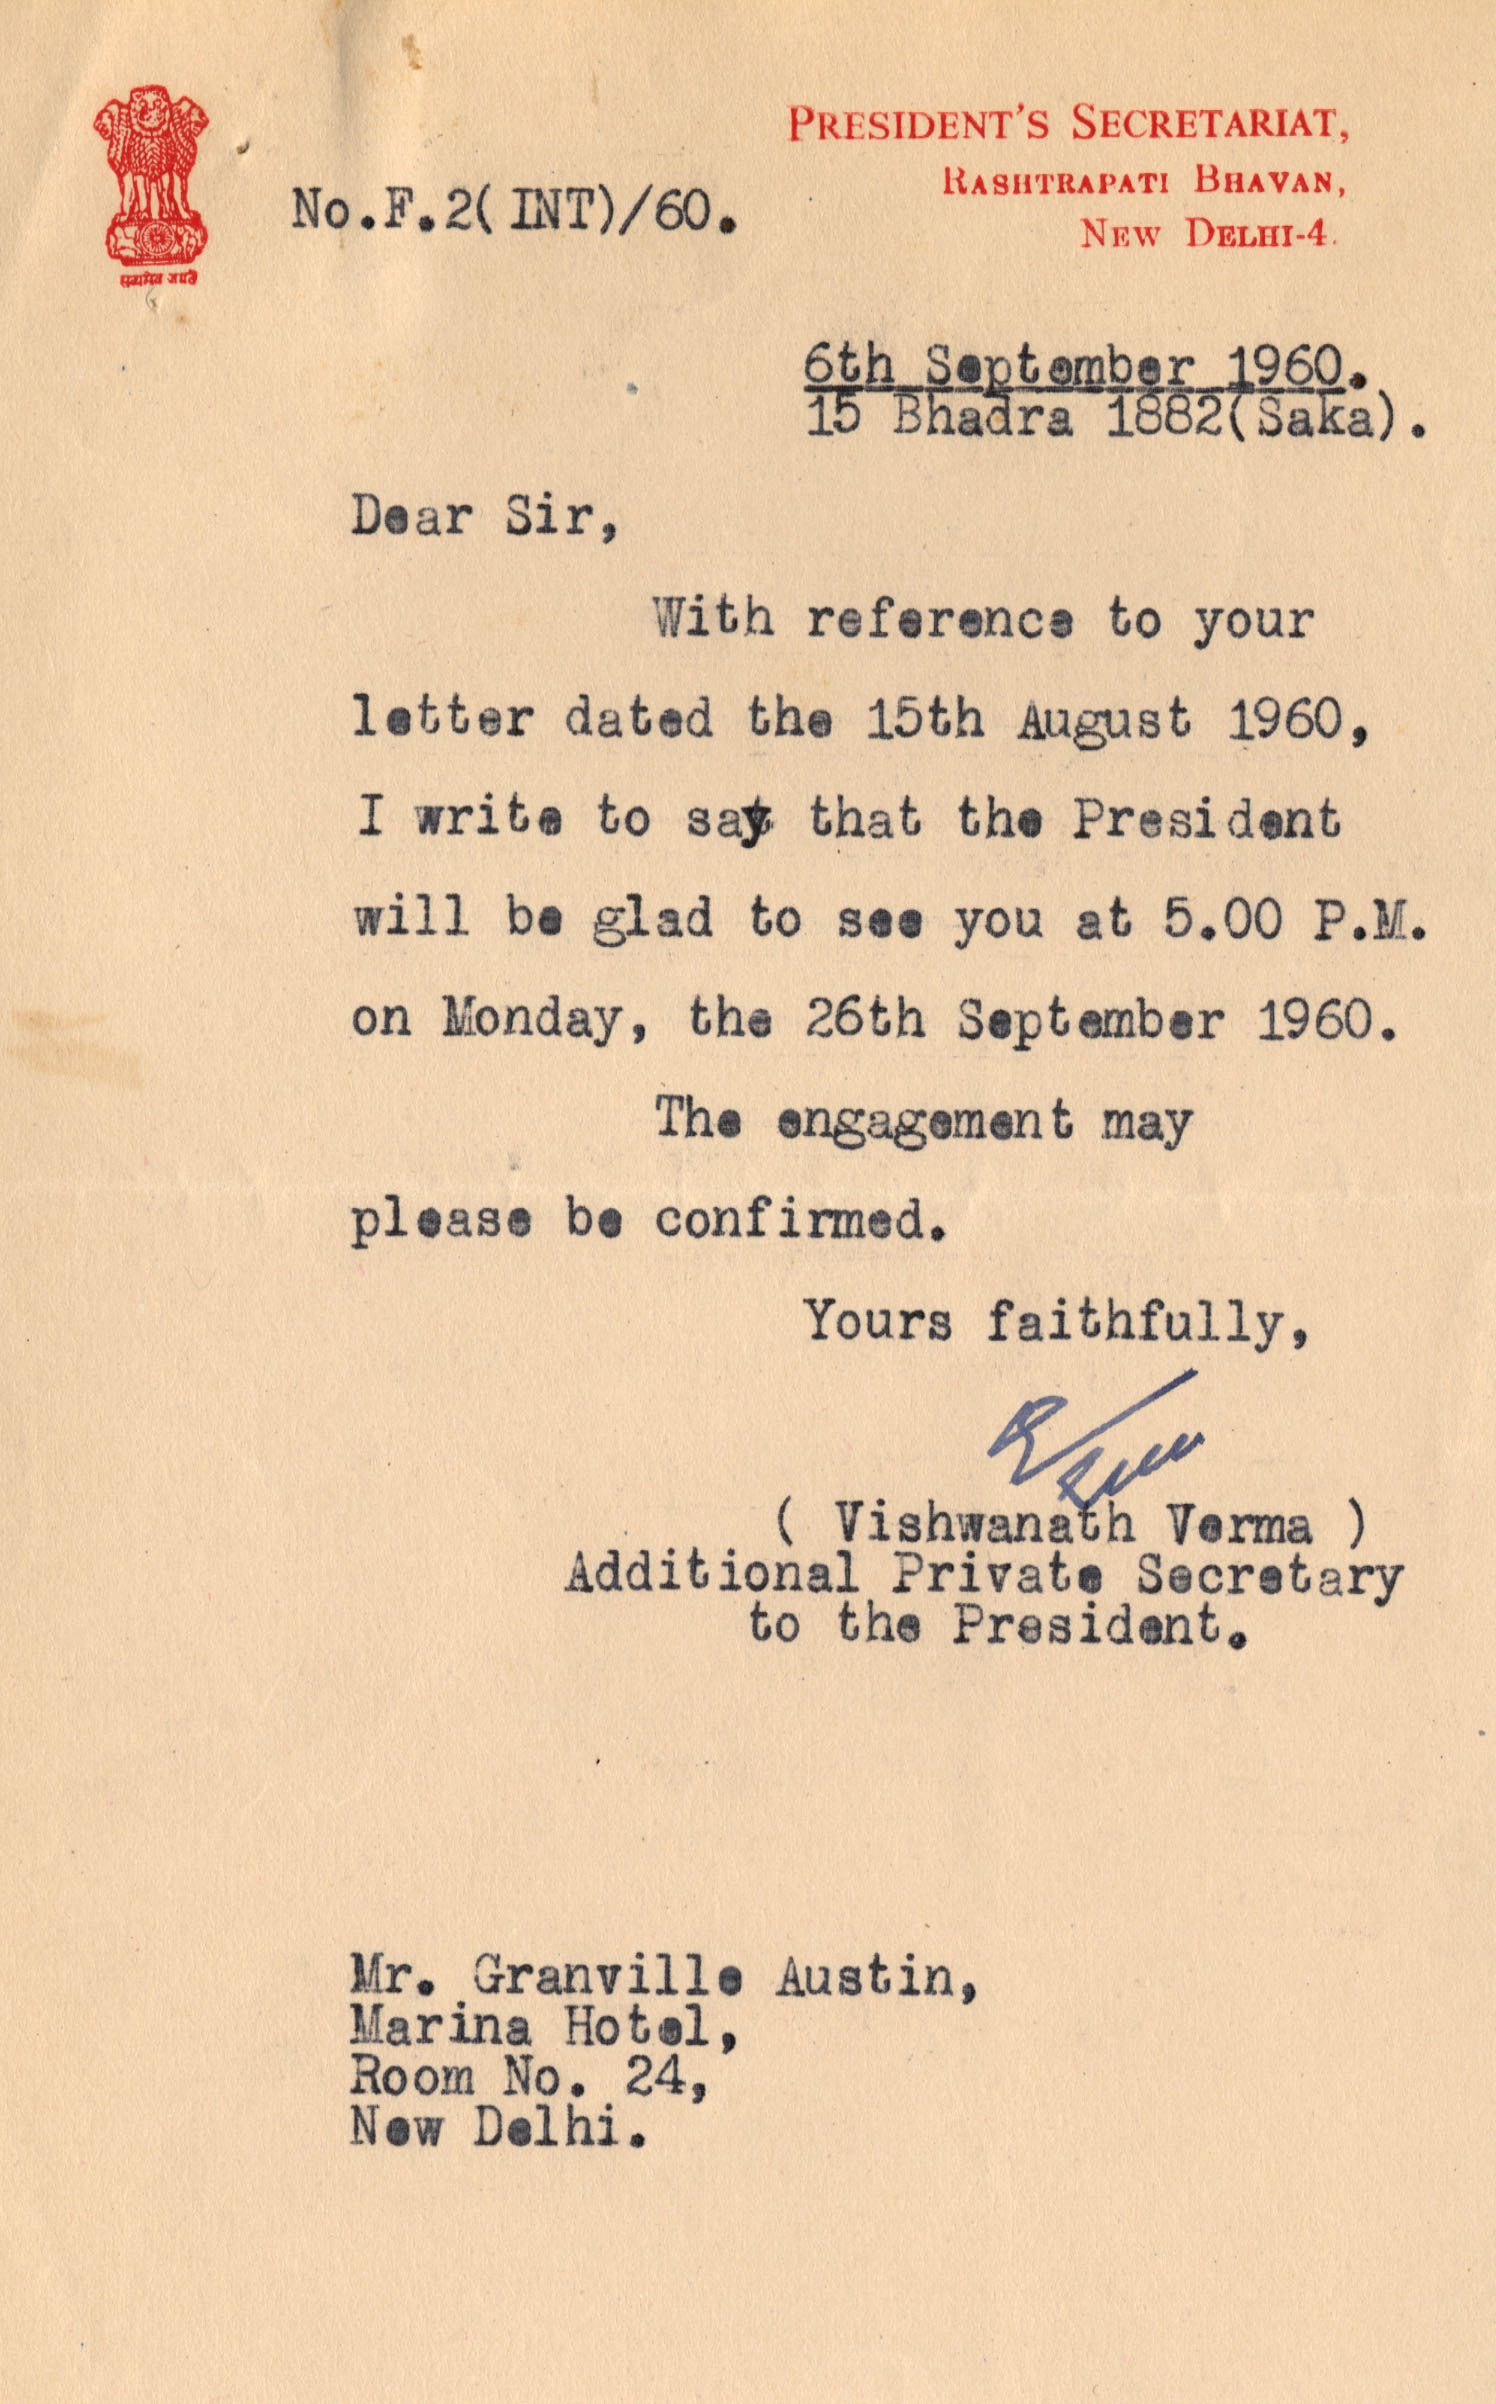 PRESIDENT'S SECRETARIAT,
RASHTRAPATI BHAVAN,
NEW DELHI-4.
सत्यमेव जयते
No.F.2(INT)/60.
6th September 1960.
15 Bhadra 1882(Saka).
Dear Sir,
With reference to your
letter dated the 15th August 1960,
I write to say that the President
will be glad to see you at 5.00 P.M.
on Monday, the 26th September 1960.
The engagement may
please be confirmed.
Yours faithfully,
( Vishwanath Verma )
Additional Private Secretary
to the President.
Mr. Granville Austin,
Marina Hotel,
Room No. 24,
New Delhi.